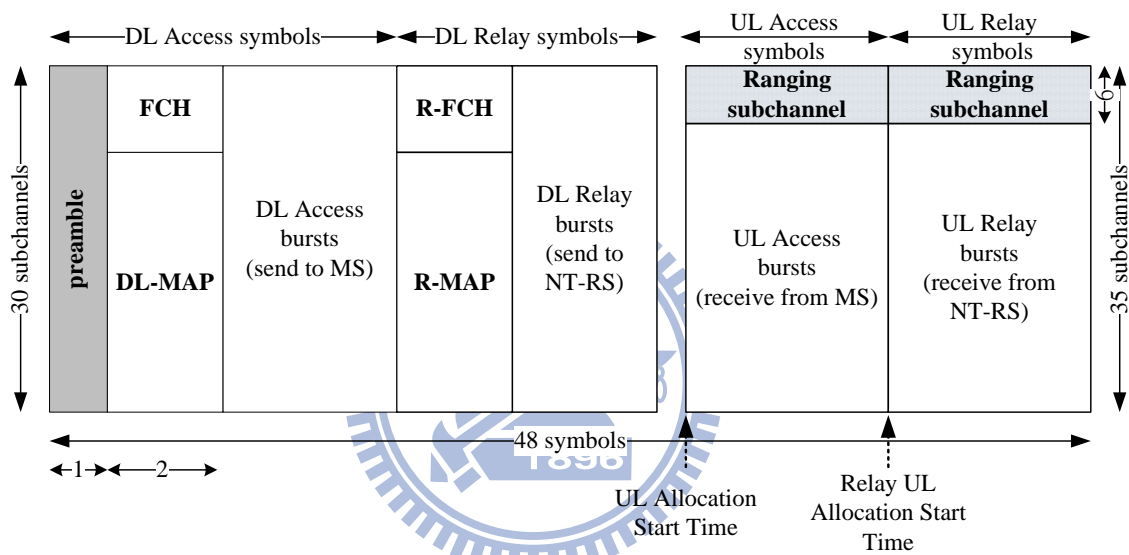 DL Access symbols
DL Relay symbols
UL Access
symbols
UL Relay
symbols
30 subchannels
preamble
FCH
DL-MAP
DL Access
bursts
(send to MS)
R-FCH
R-MAP
DL Relay
bursts
(send to
NT-RS)
Ranging
subchannel
Ranging
subchannel
6
UL Access
bursts
(receive from MS)
UL Relay
bursts
(receive from
NT-RS)
35 subchannels
48 symbols
1
2
1896
UL Allocation
Start Time
Relay UL
Allocation Start
Time